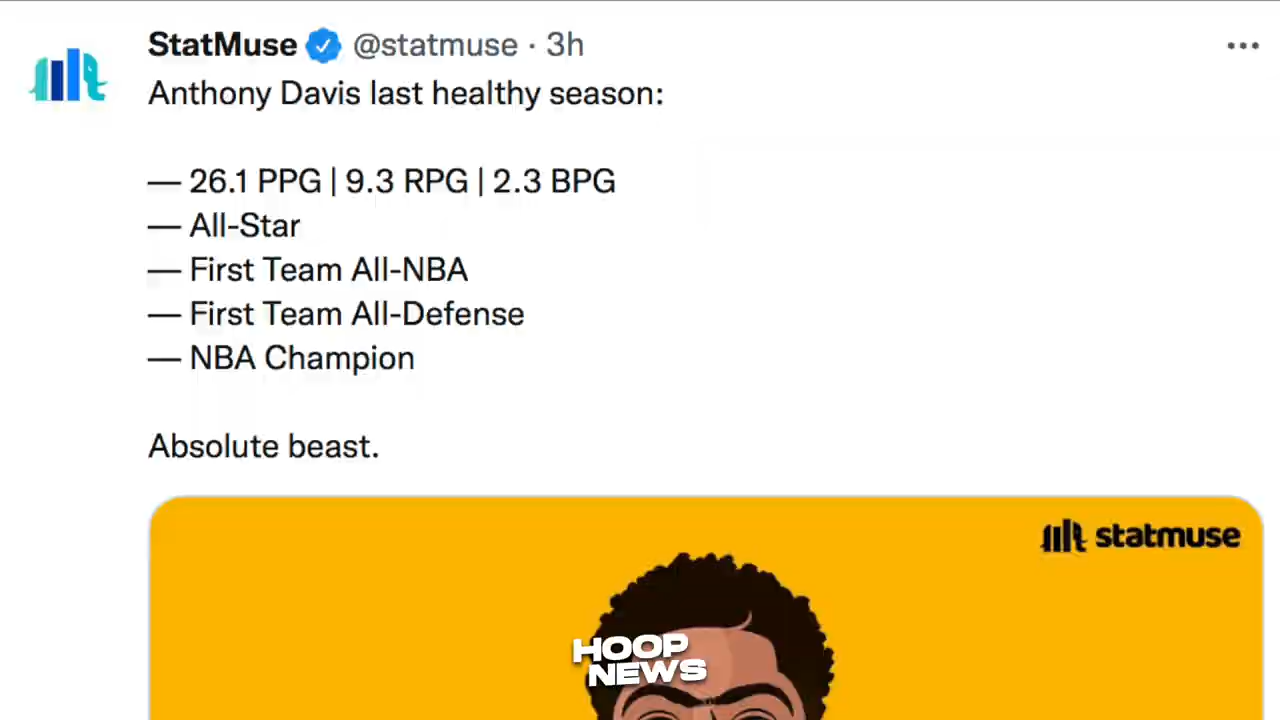 StatMuse @statmuse · 3h
Anthony Davis last healthy season:
— 26.1 PPG | 9.3 RPG | 2.3 BPG
— All-Star
— First Team All-NBA
— First Team All-Defense
— NBA Champion
Absolute beast.
statmuse
HOOP
NEWS